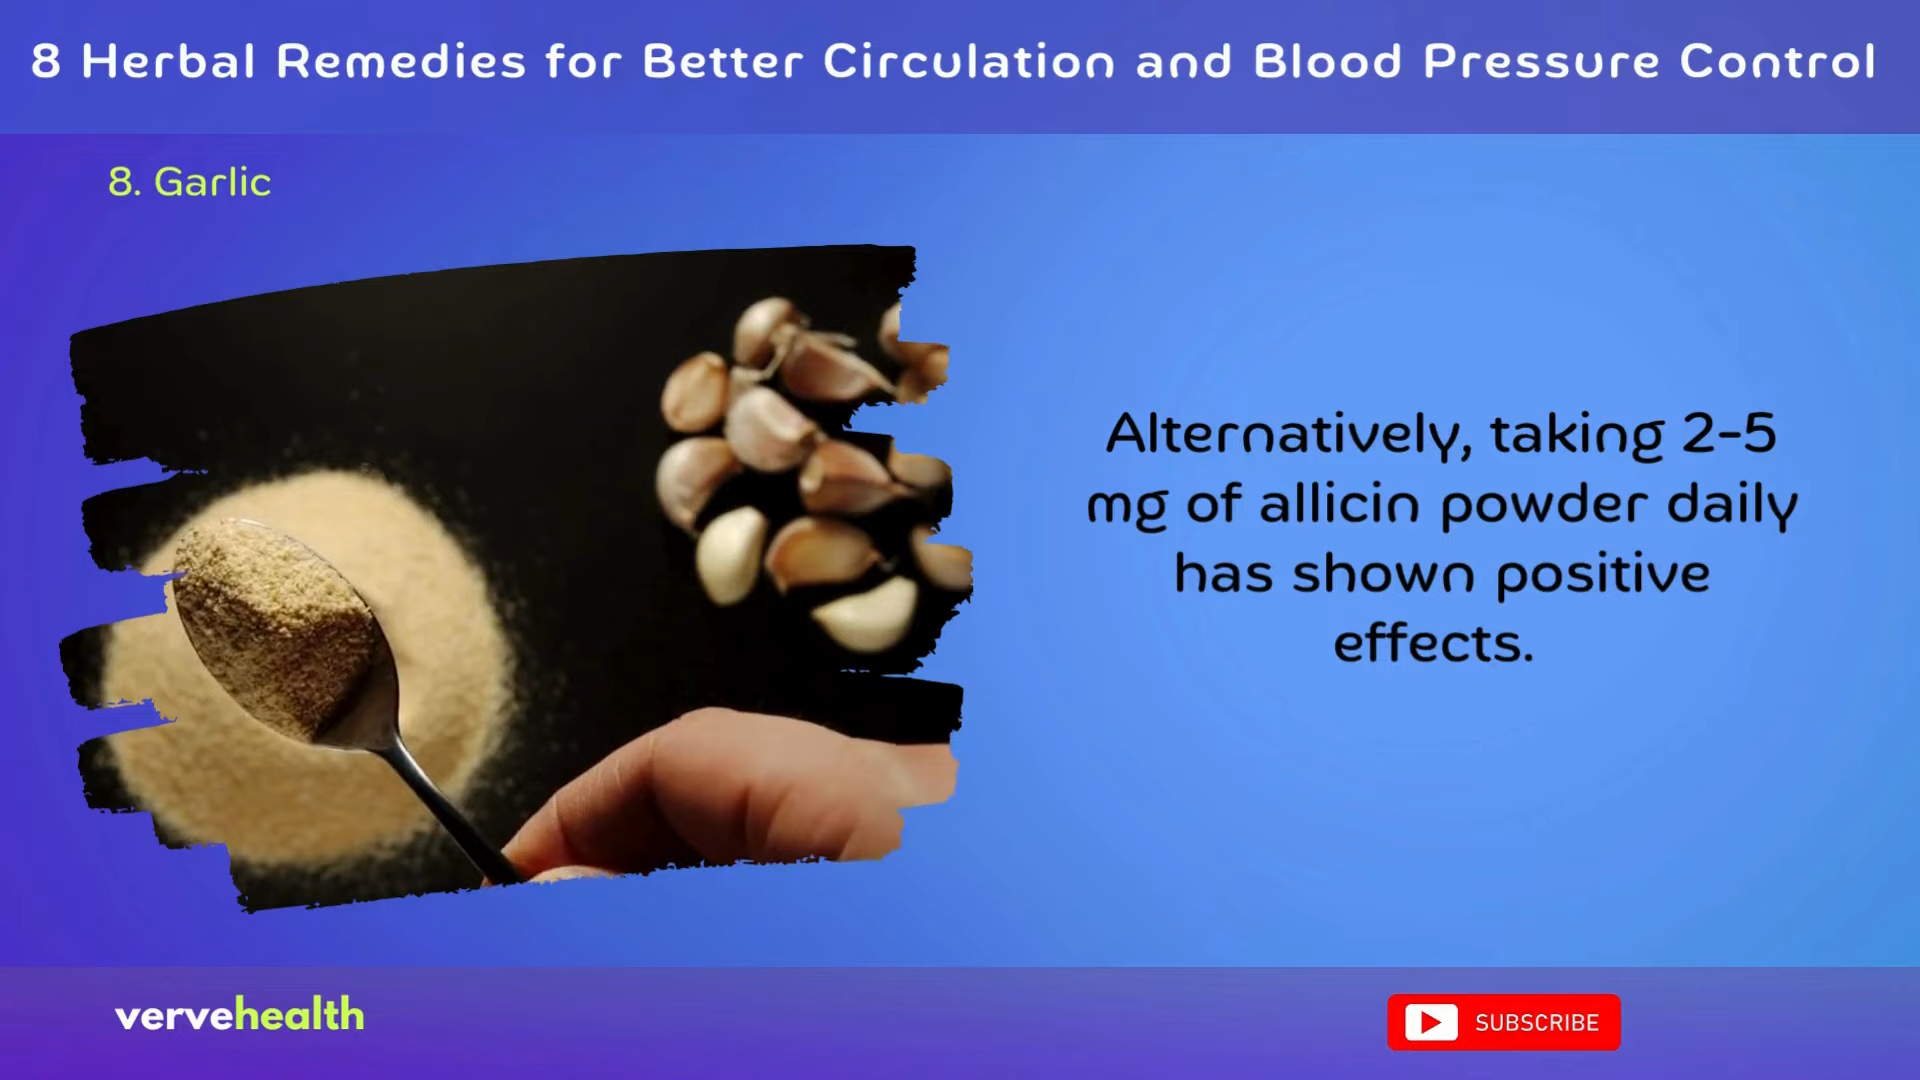 8 Herbal Remedies for Better Circulation and Blood Pressure Control
8. Garlic
Alternatively, taking 2-5
mg of allicin powder daily
has shown positive
effects.
vervehealth
SUBSCRIBE